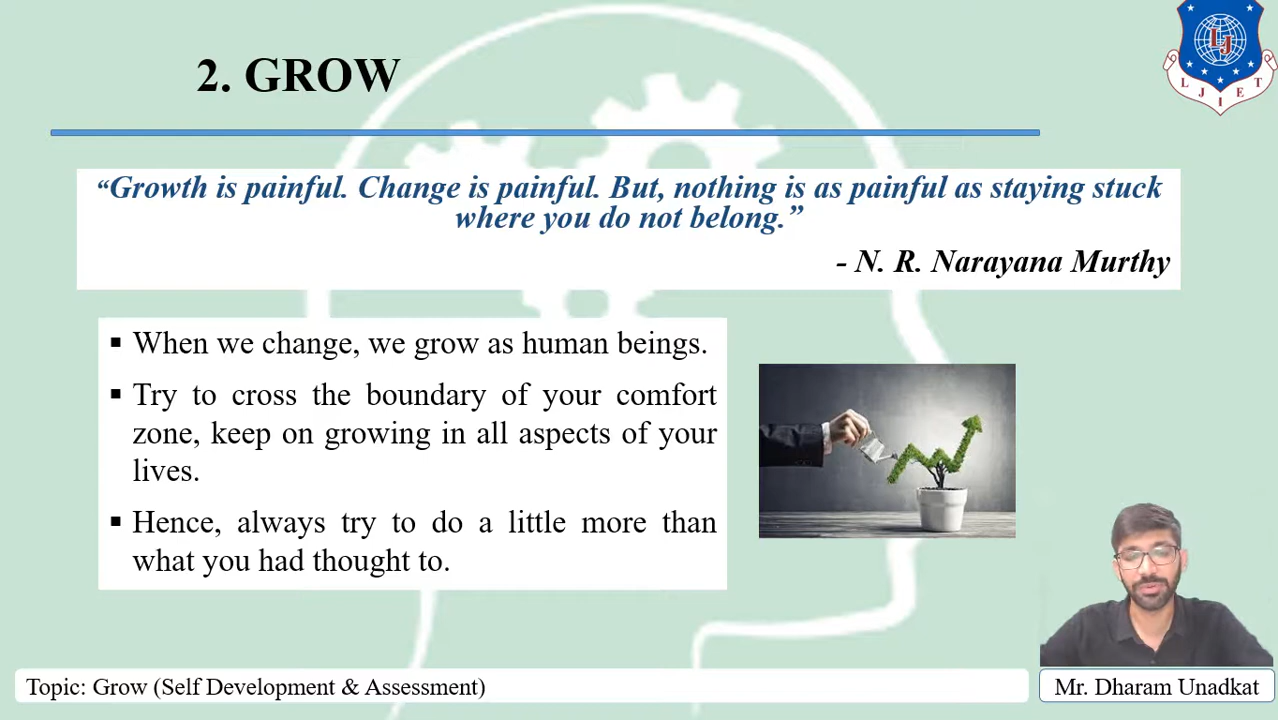 2. GROW
L J I E T
LJ
“Growth is painful. Change is painful. But, nothing is as painful as staying stuck
where you do not belong.”
- N. R. Narayana Murthy
▪ When we change, we grow as human beings.
▪ Try to cross the boundary of your comfort
zone, keep on growing in all aspects of your
lives.
▪ Hence, always try to do a little more than
what you had thought to.
Topic: Grow (Self Development & Assessment)
Mr. Dharam Unadkat